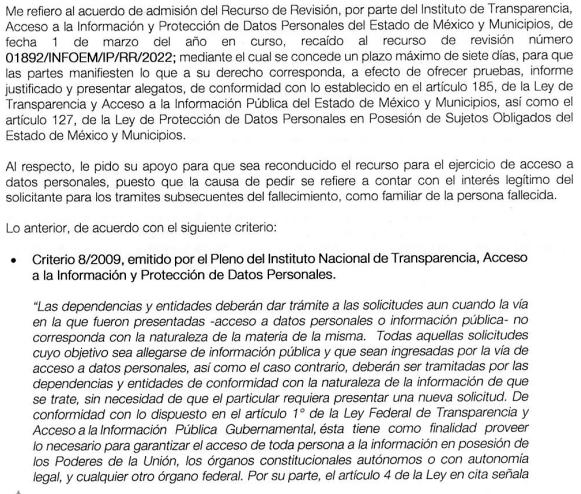 Me refiero al acuerdo de admisión del Recurso de Revisión, por parte del Instituto de Transparencia,
Acceso a la Información y Protección de Datos Personales del Estado de México y Municipios, de
fecha 1 de marzo del año en curso, recaído al recurso de revisión número
01892/INFOEM/IP/RR/2022; mediante el cual se concede un plazo máximo de siete días, para que
las partes manifiesten lo que a su derecho corresponda, a efecto de ofrecer pruebas, informe
justificado y presentar alegatos, de conformidad con lo establecido en el artículo 185, de la Ley de
Transparencia y Acceso a la Información Pública del Estado de México y Municipios, así como el
artículo 127, de la Ley de Protección de Datos Personales en Posesión de Sujetos Obligados del
Estado de México y Municipios.
Al respecto, le pido su apoyo para que sea reconducido el recurso para el ejercicio de acceso a
datos personales, puesto que la causa de pedir se refiere a contar con el interés legítimo del
solicitante para los tramites subsecuentes del fallecimiento, como familiar de la persona fallecida.
Lo anterior, de acuerdo con el siguiente criterio:
• Criterio 8/2009, emitido por el Pleno del Instituto Nacional de Transparencia, Acceso
a la Información y Protección de Datos Personales.
"Las dependencias y entidades deberán dar trámite a las solicitudes aun cuando la vía
en la que fueron presentadas -acceso a datos personales o información pública- no
corresponda con la naturaleza de la materia de la misma. Todas aquellas solicitudes
cuyo objetivo sea allegarse de información pública y que sean ingresadas por la vía de
acceso a datos personales, así como el caso contrario, deberán ser tramitadas por las
dependencias y entidades de conformidad con la naturaleza de la información de que
se trate, sin necesidad de que el particular requiera presentar una nueva solicitud. De
conformidad con lo dispuesto en el artículo 1° de la Ley Federal de Transparencia y
Acceso a la Información Pública Gubernamental, ésta tiene como finalidad proveer
lo necesario para garantizar el acceso de toda persona a la información en posesión de
los Poderes de la Unión, los órganos constitucionales autónomos o con autonomía
legal, y cualquier otro órgano federal. Por su parte, el artículo 4 de la Ley en cita señala